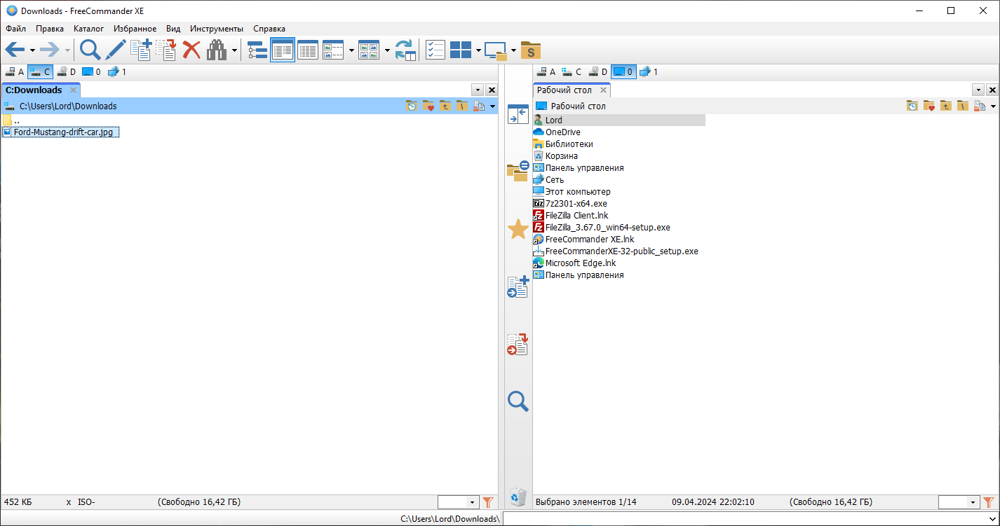 Downloads - FreeCommander XE
Файл Правка Каталог Избранное Вид Инструменты Справка
S
A C D 0 1
C:Downloads
C:\Users\Lord\Downloads
..
Ford-Mustang-drift-car.jpg
452 КБ x ISO- (Свободно 16,42 ГБ)
A C D 0 1
Рабочий стол
Рабочий стол
Lord
OneDrive
Библиотеки
Корзина
Панель управления
Сеть
Этот компьютер
7z 7z2301-x64.exe
FZ FileZilla Client.lnk
FZ FileZilla_3.67.0_win64-setup.exe
FreeCommander XE.lnk
FreeCommanderXE-32-public_setup.exe
Microsoft Edge.lnk
Панель управления
Выбрано элементов 1/14 09.04.2024 22:02:10 (Свободно 16,42 ГБ)
C:\Users\Lord\Downloads\